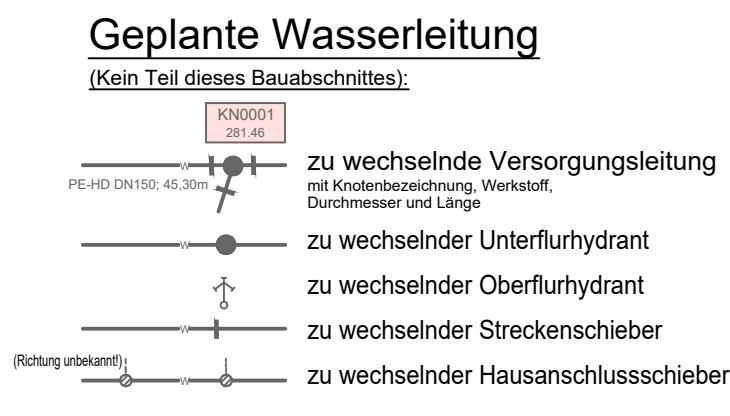 Geplante Wasserleitung
(Kein Teil dieses Bauabschnittes):
KN0001
281.46
W
zu wechselnde Versorgungsleitung
PE-HD DN150; 45,30m
mit Knotenbezeichnung, Werkstoff,
Durchmesser und Länge
W
zu wechselnder Unterflurhydrant
zu wechselnder Oberflurhydrant
W
zu wechselnder Streckenschieber
(Richtung unbekannt!)
W
zu wechselnder Hausanschlussschieber